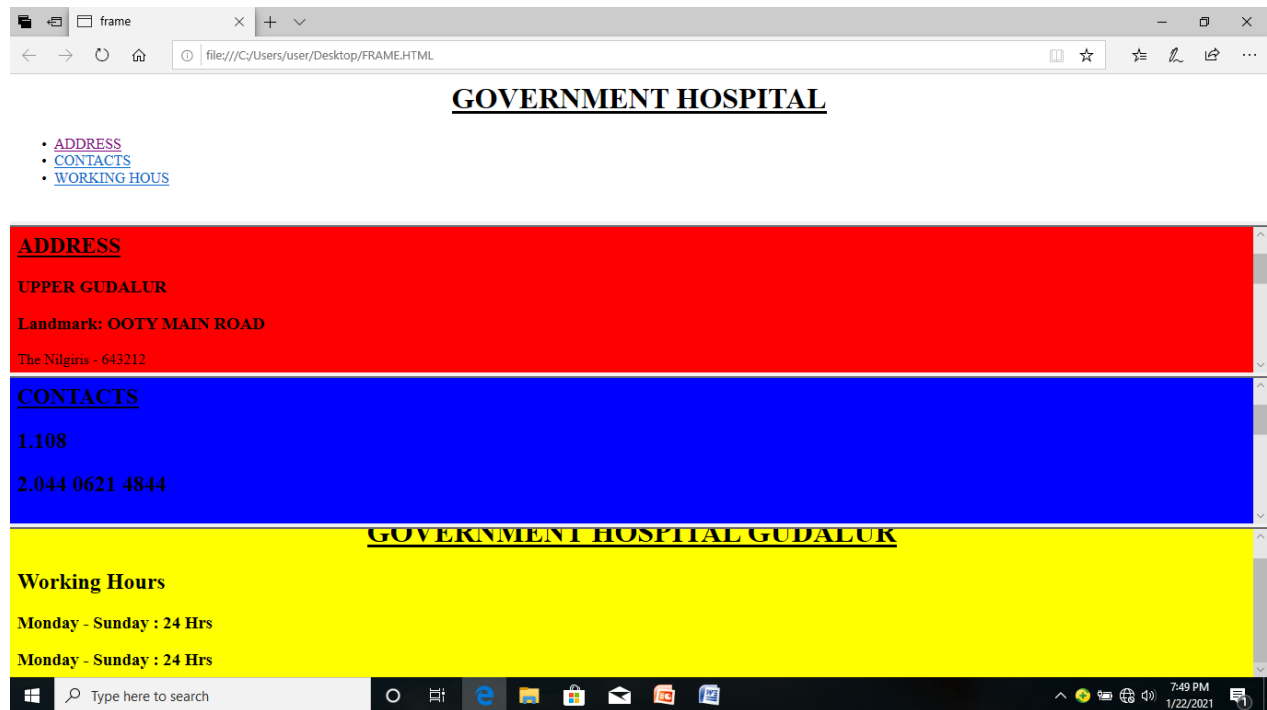 frame
file:///C:/Users/user/Desktop/FRAME.HTML
GOVERNMENT HOSPITAL
• ADDRESS
• CONTACTS
• WORKING HOUS
ADDRESS
UPPER GUDALUR
Landmark: OOTY MAIN ROAD
The Nilgiris - 643212
CONTACTS
1.108
2.044 0621 4844
GOVERNMENT HOSPITAL GUDALUR
Working Hours
Monday - Sunday : 24 Hrs
Monday - Sunday : 24 Hrs
Type here to search
7:49 PM
1/22/2021
1